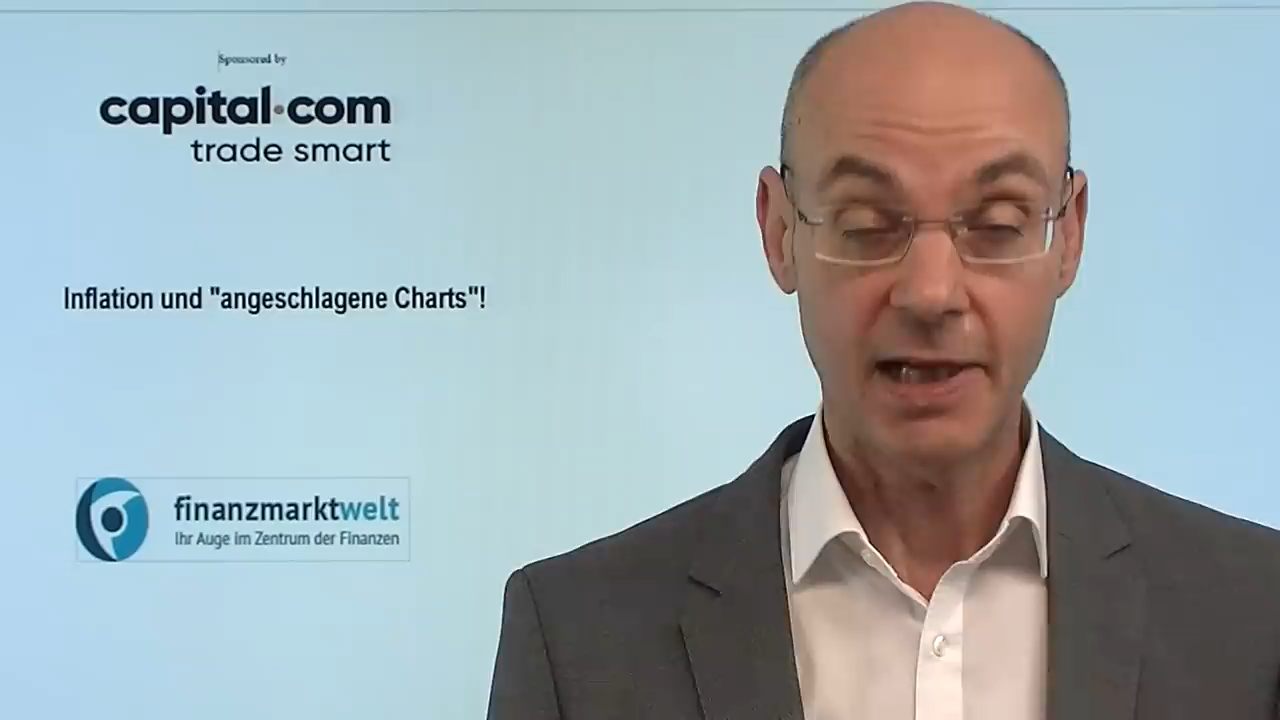 Sponsored by
capital.com
trade smart
Inflation und "angeschlagene Charts"!
finanzmarktwelt
Ihr Auge im Zentrum der Finanzen